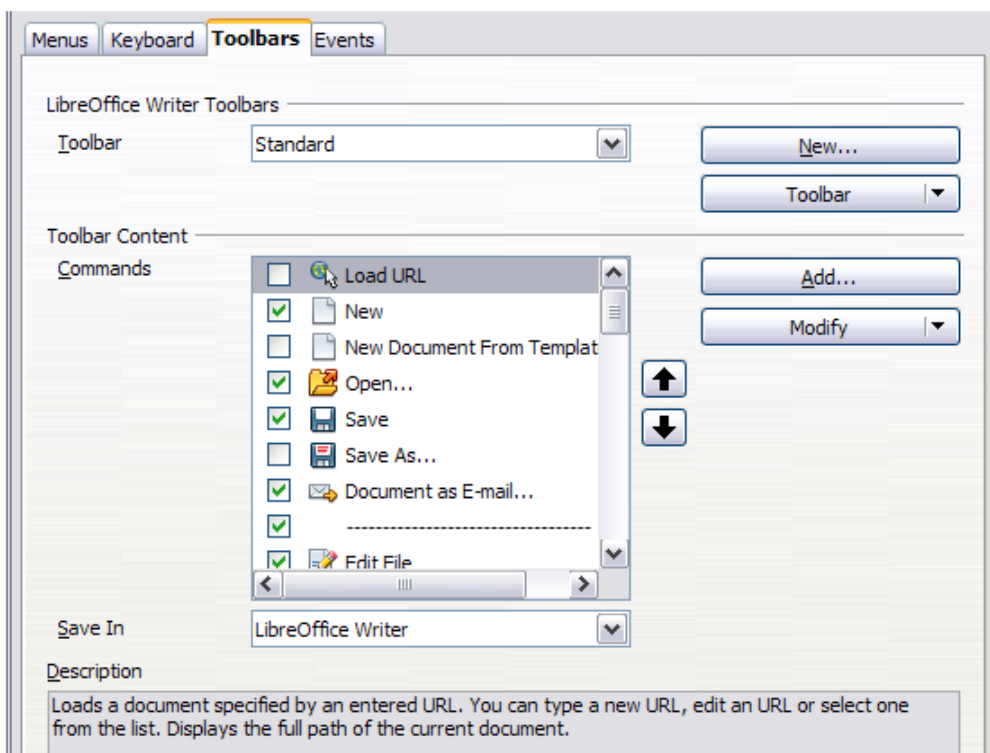 Menus Keyboard Toolbars Events
LibreOffice Writer Toolbars
Toolbar Standard New...
Toolbar
Toolbar Content
Commands Load URL Add...
New
Modify
New Document From Templat
Open...
Save
Save As...
Document as E-mail...
----------------------------------
Edit File
Save In LibreOffice Writer
Description
Loads a document specified by an entered URL. You can type a new URL, edit an URL or select one
from the list. Displays the full path of the current document.